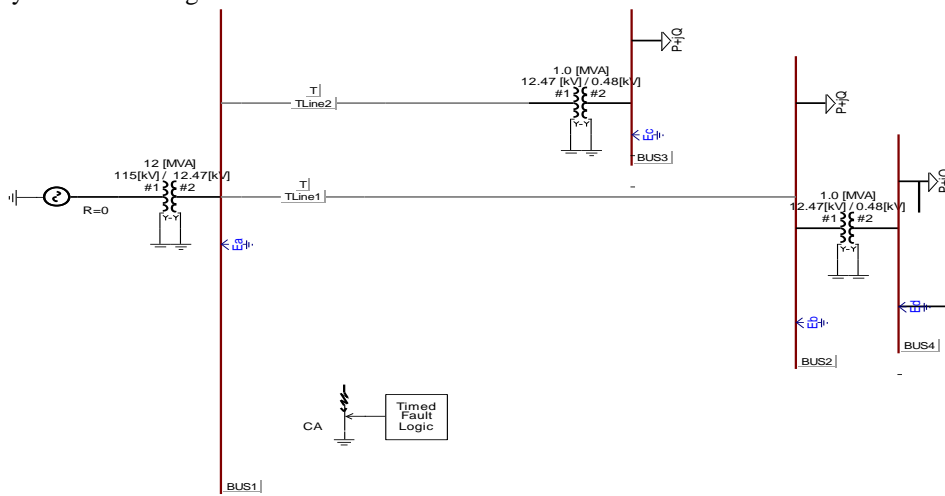 P+jQ
1.0 [MVA]
12.47 [kV] / 0.48[kV]
#1 #2
Y-Y
T
TLine2
P+jQ
Ec
BUS3
12 [MVA]
115[kV] / 12.47[kV]
#1 #2
Y-Y
R=0
T
TLine1
P+jQ
1.0 [MVA]
12.47[kV] / 0.48[kV]
#1 #2
Y-Y
Ea
Eb
Ed
BUS4
BUS2
CA
Timed
Fault
Logic
BUS1